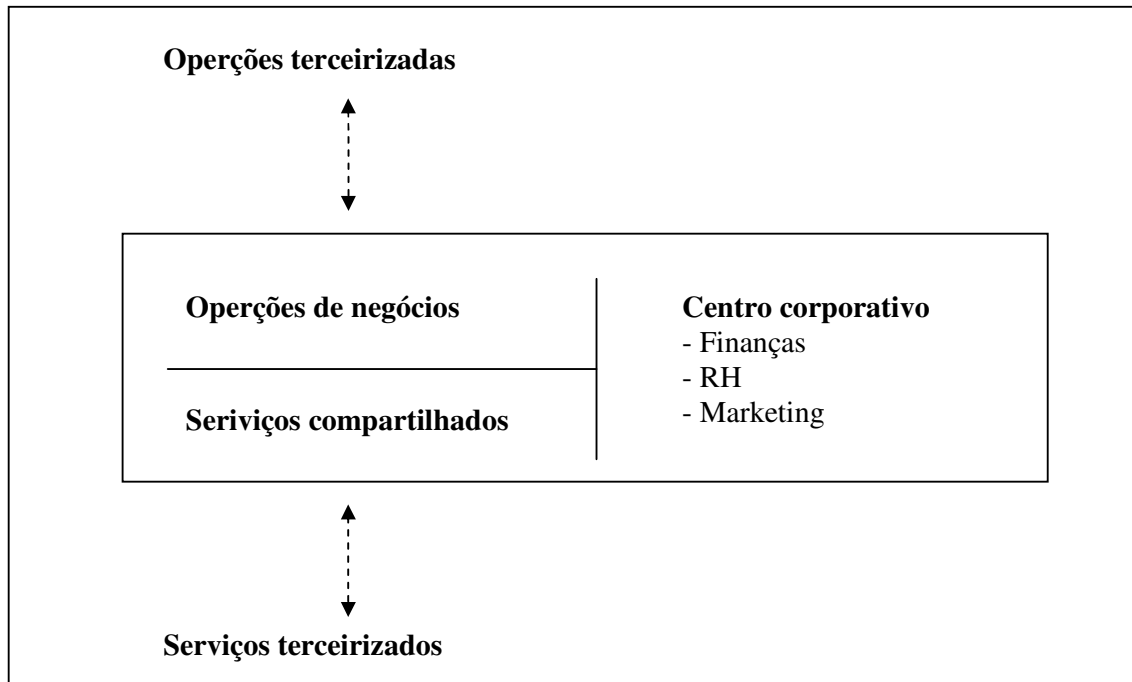 Operções terceirizadas
Operções de negócios
Seriviços compartilhados
Centro corporativo
- Finanças
- RH
- Marketing
Serviços terceirizados